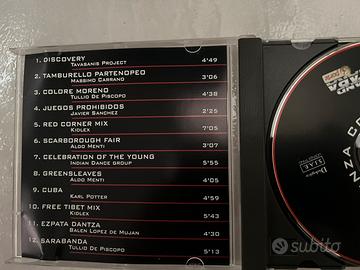 1. DISCOVERY
TAVASANIS PROJECT 4'49
2. TAMBURELLO PARTENOPEO
MASSIMO CARRANO 3'06
3. COLORE MORENO
TULLIO DE PISCOPO 4'38
4. JUEGOS PROHIBIDOS
JAVIER SANCHEZ 2'25
5. RED CORNER MIX
KIDLEX 7'05
6. SCARBOROUGH FAIR
ALDO MENTI 3'07
7. CELEBRATION OF THE YOUNG
INDIAN DANCE GROUP 5'55
8. GREENSLEAVES
ALDO MENTI 4'05
9. CUBA
KARL POTTER 3'59
10. FREE TIBET MIX
KIDLEX 5'43
11. EZPATA DANTZA
BALEN LOPEZ DE MUJAN 4'30
12. SARABANDA
TULLIO DE PISCOPO 5'13
S.I.A.E.
subito